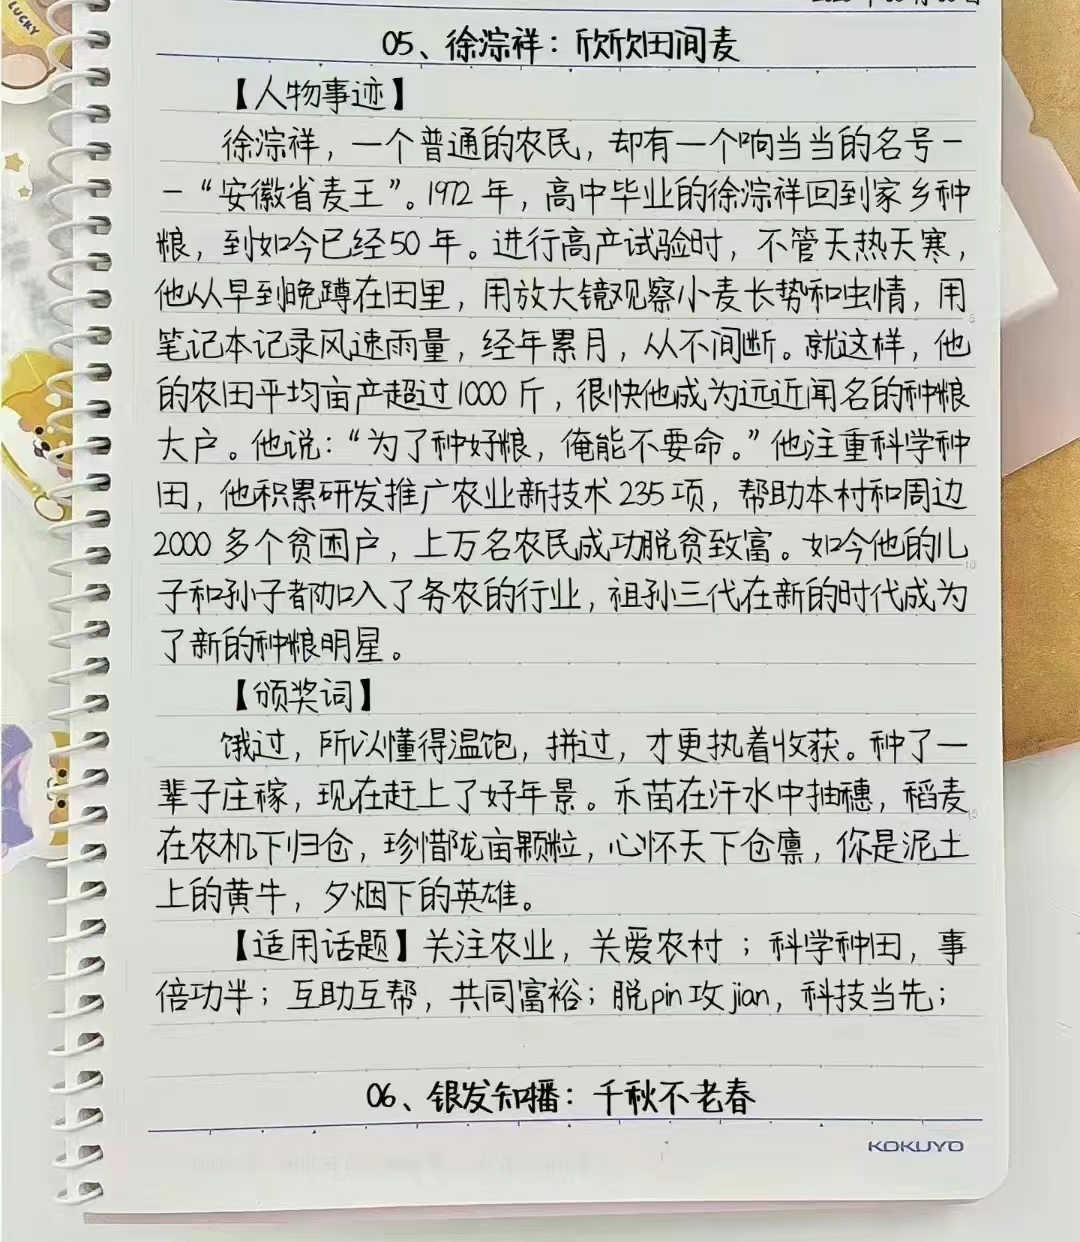 LUCKY
05、徐淙祥：欣欣田间麦
【人物事迹】
徐淙祥，一个普通的农民，却有一个响当当的名号－
－“安徽省麦王”。1972年，高中毕业的徐淙祥回到家乡种
粮，到如今已经50年。进行高产试验时，不管天热天寒，
他从早到晚蹲在田里，用放大镜观察小麦长势和虫情，用
笔记本记录风速雨量，经年累月，从不间断。就这样，他
的农田平均亩产超过1000斤，很快他成为远近闻名的种粮
大户。他说：“为了种好粮，俺能不要命。”他注重科学种
田，他积累研发推广农业新技术235项，帮助本村和周边
2000多个贫困户，上万名农民成功脱贫致富。如今他的儿
子和孙子都加入了务农的行业，祖孙三代在新的时代成为
了新的种粮明星。
【颁奖词】
饿过，所以懂得温饱，拼过，才更执着收获。种了一
辈子庄稼，现在赶上了好年景。禾苗在汗水中抽穗，稻麦
在农机下归仓，珍惜陇亩颗粒，心怀天下仓廪，你是泥土
上的黄牛，夕烟下的英雄。
【适用话题】关注农业，关爱农村；科学种田，事
倍功半；互助互帮，共同富裕；脱pin攻jian，科技当先；
06、银发知播：千秋不老春
KOKUYO